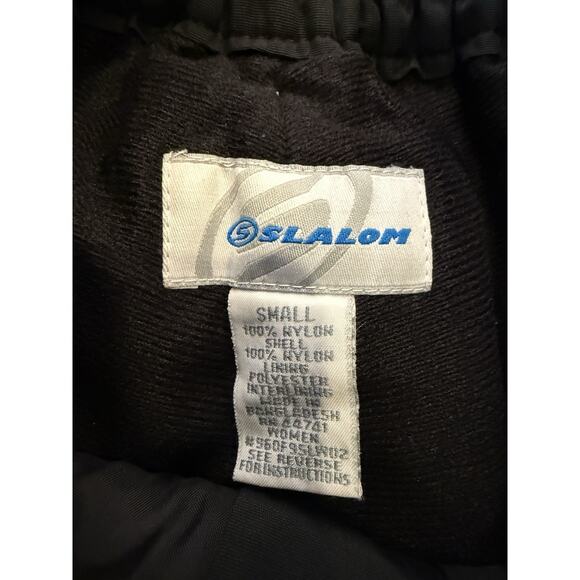 SLALOM
SMALL
100% NYLON
SHELL
100% NYLON
LINING
POLYESTER
INTERLINING
MADE IN
BANGLADESH
RN 44741
WOMEN
#960F9SLW02
SEE REVERSE
FOR INSTRUCTIONS